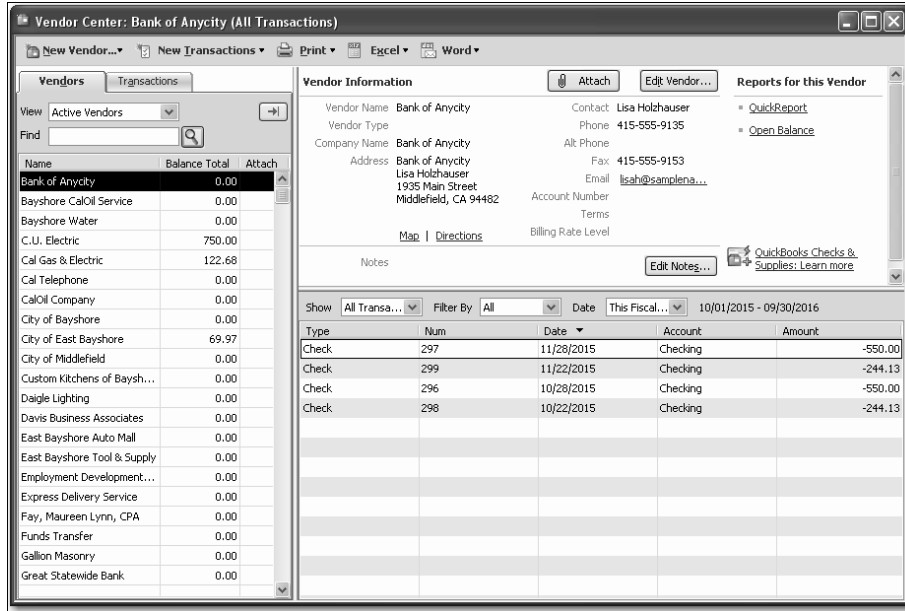 Vendor Center: Bank of Anycity (All Transactions)
New Vendor... New Transactions Print Excel Word
Vendors Transactions
View Active Vendors
Find
Name Balance Total Attach
Bank of Anycity 0.00
Bayshore CalOil Service 0.00
Bayshore Water 0.00
C.U. Electric 750.00
Cal Gas & Electric 122.68
Cal Telephone 0.00
CalOil Company 0.00
City of Bayshore 0.00
City of East Bayshore 69.97
City of Middlefield 0.00
Custom Kitchens of Baysh... 0.00
Daigle Lighting 0.00
Davis Business Associates 0.00
East Bayshore Auto Mall 0.00
East Bayshore Tool & Supply 0.00
Employment Development... 0.00
Express Delivery Service 0.00
Fay, Maureen Lynn, CPA 0.00
Funds Transfer 0.00
Gallion Masonry 0.00
Great Statewide Bank 0.00
Vendor Information Attach Edit Vendor...
Vendor Name Bank of Anycity
Vendor Type
Company Name Bank of Anycity
Address Bank of Anycity
Lisa Holzhauser
1935 Main Street
Middlefield, CA 94482
Map | Directions
Contact Lisa Holzhauser
Phone 415-555-9135
Alt Phone
Fax 415-555-9153
Email lisah@samplena...
Account Number
Terms
Billing Rate Level
Notes Edit Notes...
Reports for this Vendor
QuickReport
Open Balance
QuickBooks Checks &
Supplies: Learn more
Show All Transa... Filter By All Date This Fiscal... 10/01/2015 - 09/30/2016
Type Num Date Account Amount
Check 297 11/28/2015 Checking -550.00
Check 299 11/22/2015 Checking -244.13
Check 296 10/28/2015 Checking -550.00
Check 298 10/22/2015 Checking -244.13